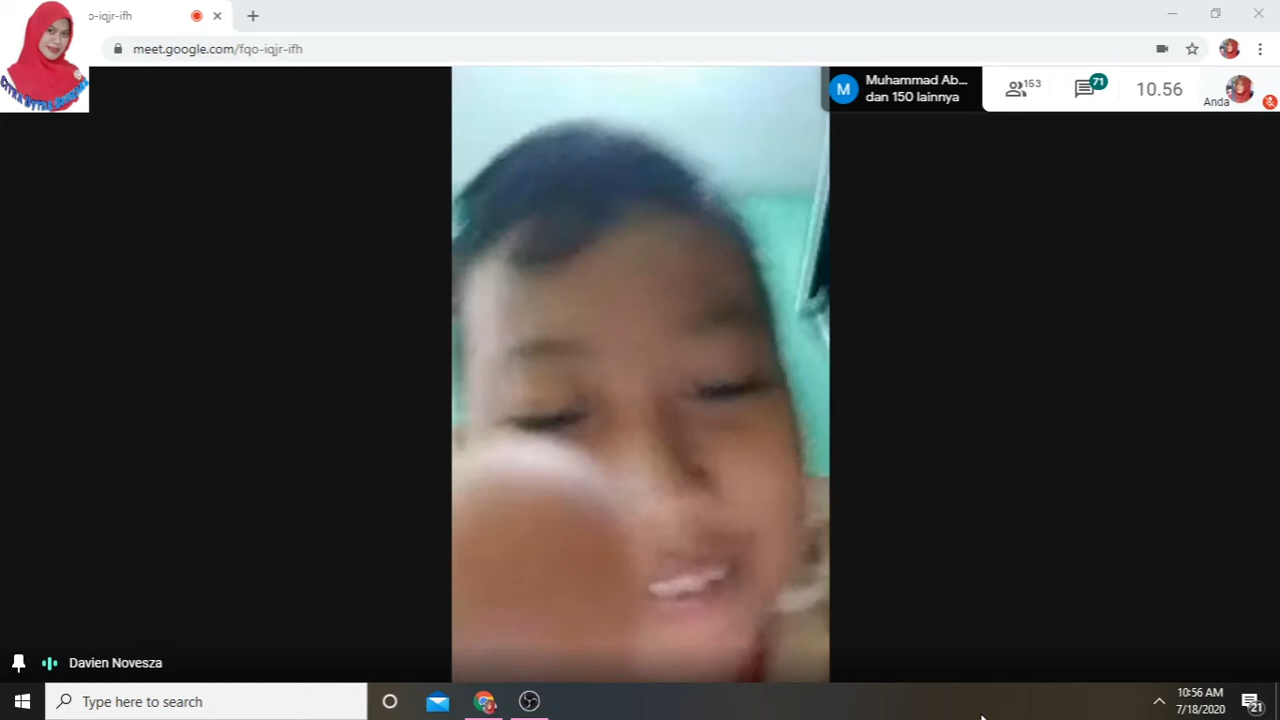 o-iqjr-ifh
meet.google.com/fqo-iqjr-ifh
M
Muhammad Ab...
dan 150 lainnya
153
71
10.56
Anda
Davien Novesza
Type here to search
10:56 AM
7/18/2020
21